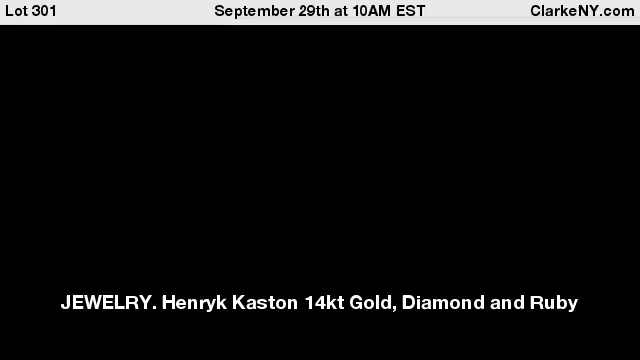 Lot 301 September 29th at 10AM EST ClarkeNY.com
JEWELRY. Henryk Kaston 14kt Gold, Diamond and Ruby